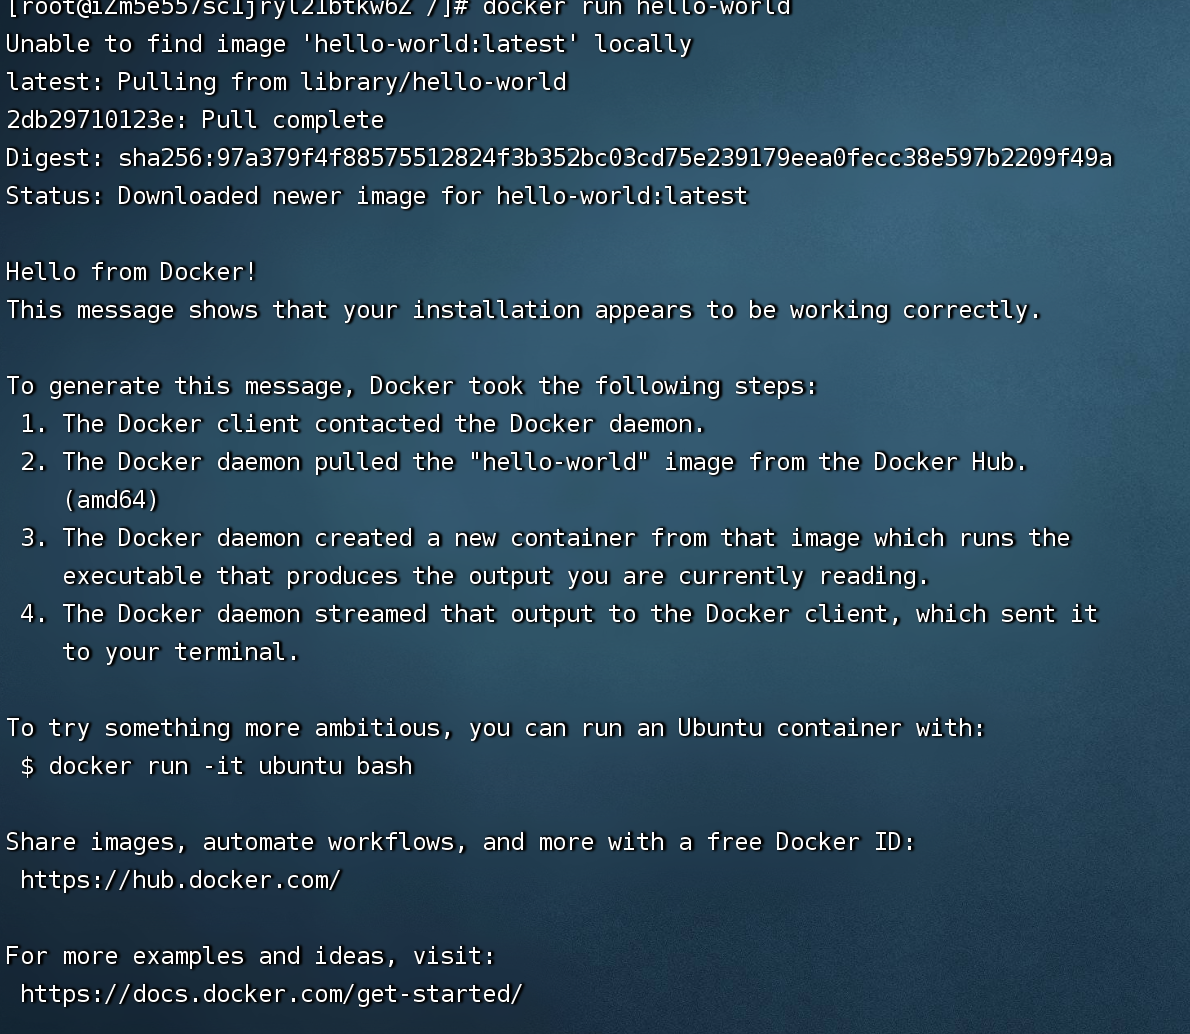 [root@iZm5e557sc1jryl21btkw6Z /]# docker run hello-world
Unable to find image 'hello-world:latest' locally
latest: Pulling from library/hello-world
2db29710123e: Pull complete
Digest: sha256:97a379f4f88575512824f3b352bc03cd75e239179eea0fecc38e597b2209f49a
Status: Downloaded newer image for hello-world:latest
Hello from Docker!
This message shows that your installation appears to be working correctly.
To generate this message, Docker took the following steps:
1. The Docker client contacted the Docker daemon.
2. The Docker daemon pulled the "hello-world" image from the Docker Hub.
(amd64)
3. The Docker daemon created a new container from that image which runs the
executable that produces the output you are currently reading.
4. The Docker daemon streamed that output to the Docker client, which sent it
to your terminal.
To try something more ambitious, you can run an Ubuntu container with:
$ docker run -it ubuntu bash
Share images, automate workflows, and more with a free Docker ID:
https://hub.docker.com/
For more examples and ideas, visit:
https://docs.docker.com/get-started/